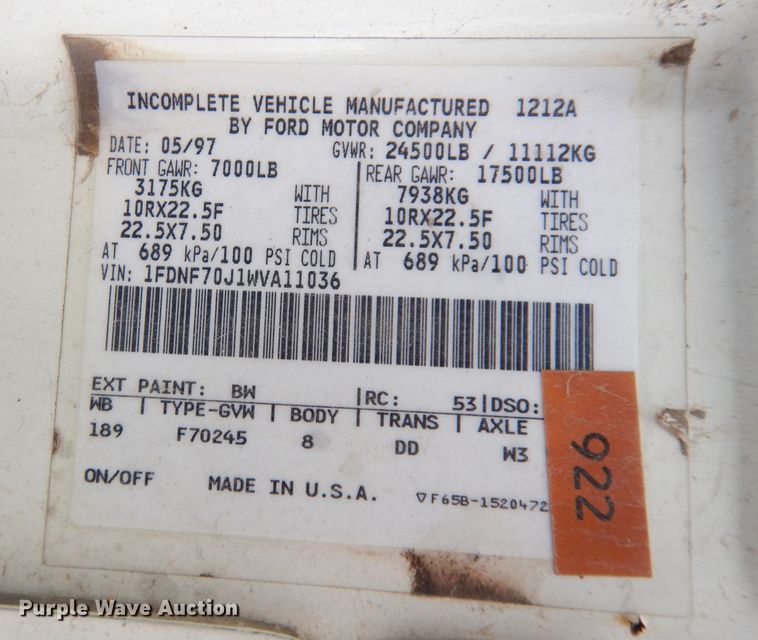 INCOMPLETE VEHICLE MANUFACTURED 1212A
BY FORD MOTOR COMPANY
DATE: 05/97 GVWR: 24500LB / 11112KG
FRONT GAWR: 7000LB REAR GAWR: 17500LB
3175KG WITH 7938KG WITH
10RX22.5F TIRES 10RX22.5F TIRES
22.5X7.50 RIMS 22.5X7.50 RIMS
AT 689 kPa/100 PSI COLD AT 689 kPa/100 PSI COLD
VIN: 1FDNF70J1WVA11036
EXT PAINT: BW |RC: 53|DSO:
WB | TYPE-GVW | BODY | TRANS | AXLE
189 F70245 8 DD W3
ON/OFF MADE IN U.S.A. ▽F65B-1520472
922
Purple Wave Auction